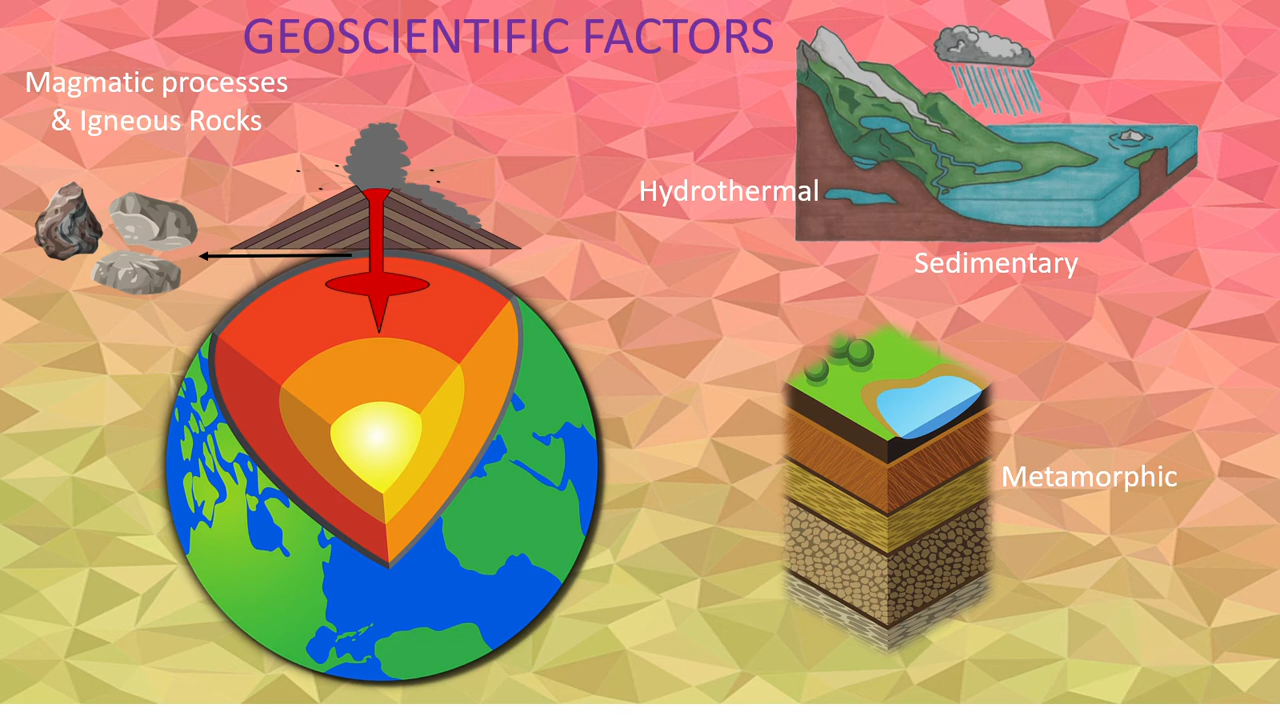 GEOSCIENTIFIC FACTORS
Magmatic processes
& Igneous Rocks
Hydrothermal
Sedimentary
Metamorphic